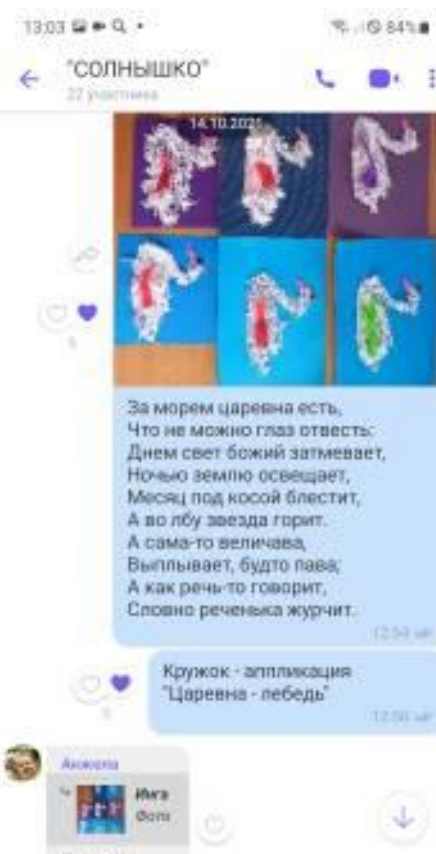 13:03 84%
"СОЛНЫШКО"
22 участника
14.10.2021
За морем царевна есть,
Что не можно глаз отвесть:
Днем свет божий затмевает,
Ночью землю освещает,
Месяц под косой блестит,
А во лбу звезда горит.
А сама-то величава,
Выплывает, будто пава;
А как речь-то говорит,
Словно реченька журчит.
Кружок - аппликация
"Царевна - лебедь"
Анжела
Инга
Фото